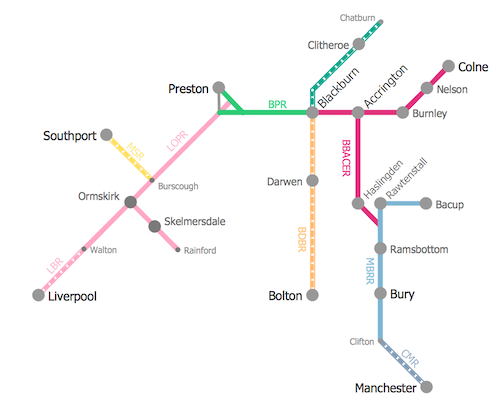 Chatburn
Clitheroe
Colne
Blackburn
Accrington
Preston
Nelson
BPR
Burnley
Southport
MSR
LOPR
BBACER
Haslingden
Rawtenstall
Darwen
Burscough
Ormskirk
Bacup
Skelmersdale
BDBR
Walton
Rainford
Ramsbottom
LBR
MBRR
Liverpool
Bolton
Bury
Clifton
CMR
Manchester